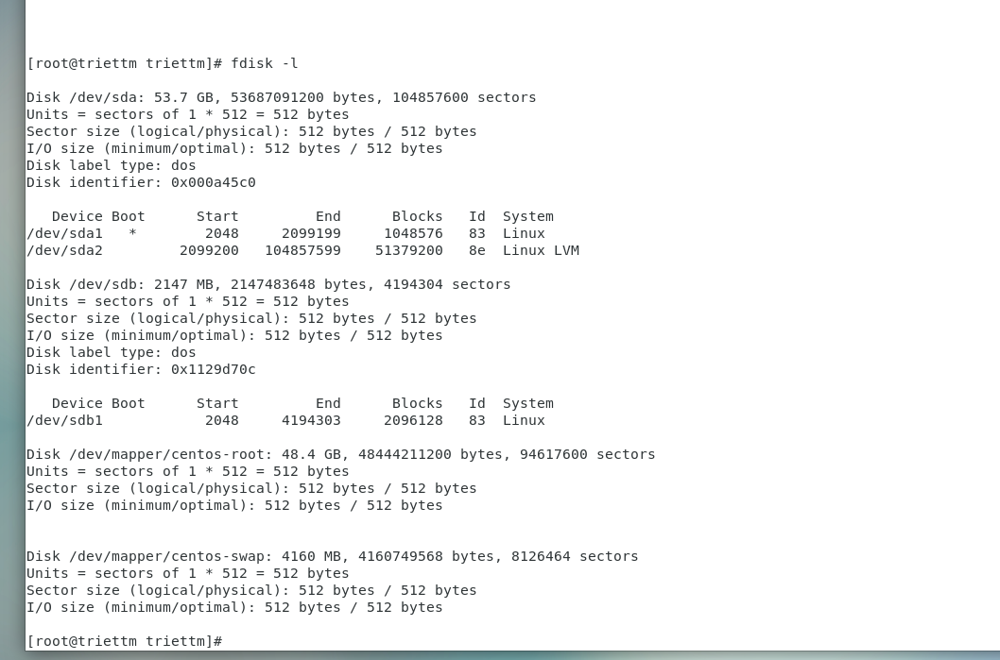 [root@triettm triettm]# fdisk -l
Disk /dev/sda: 53.7 GB, 53687091200 bytes, 104857600 sectors
Units = sectors of 1 * 512 = 512 bytes
Sector size (logical/physical): 512 bytes / 512 bytes
I/O size (minimum/optimal): 512 bytes / 512 bytes
Disk label type: dos
Disk identifier: 0x000a45c0
   Device Boot      Start         End      Blocks   Id  System
/dev/sda1   *        2048     2099199     1048576   83  Linux
/dev/sda2         2099200   104857599    51379200   8e  Linux LVM
Disk /dev/sdb: 2147 MB, 2147483648 bytes, 4194304 sectors
Units = sectors of 1 * 512 = 512 bytes
Sector size (logical/physical): 512 bytes / 512 bytes
I/O size (minimum/optimal): 512 bytes / 512 bytes
Disk label type: dos
Disk identifier: 0x1129d70c
   Device Boot      Start         End      Blocks   Id  System
/dev/sdb1            2048     4194303     2096128   83  Linux
Disk /dev/mapper/centos-root: 48.4 GB, 48444211200 bytes, 94617600 sectors
Units = sectors of 1 * 512 = 512 bytes
Sector size (logical/physical): 512 bytes / 512 bytes
I/O size (minimum/optimal): 512 bytes / 512 bytes
Disk /dev/mapper/centos-swap: 4160 MB, 4160749568 bytes, 8126464 sectors
Units = sectors of 1 * 512 = 512 bytes
Sector size (logical/physical): 512 bytes / 512 bytes
I/O size (minimum/optimal): 512 bytes / 512 bytes
[root@triettm triettm]#